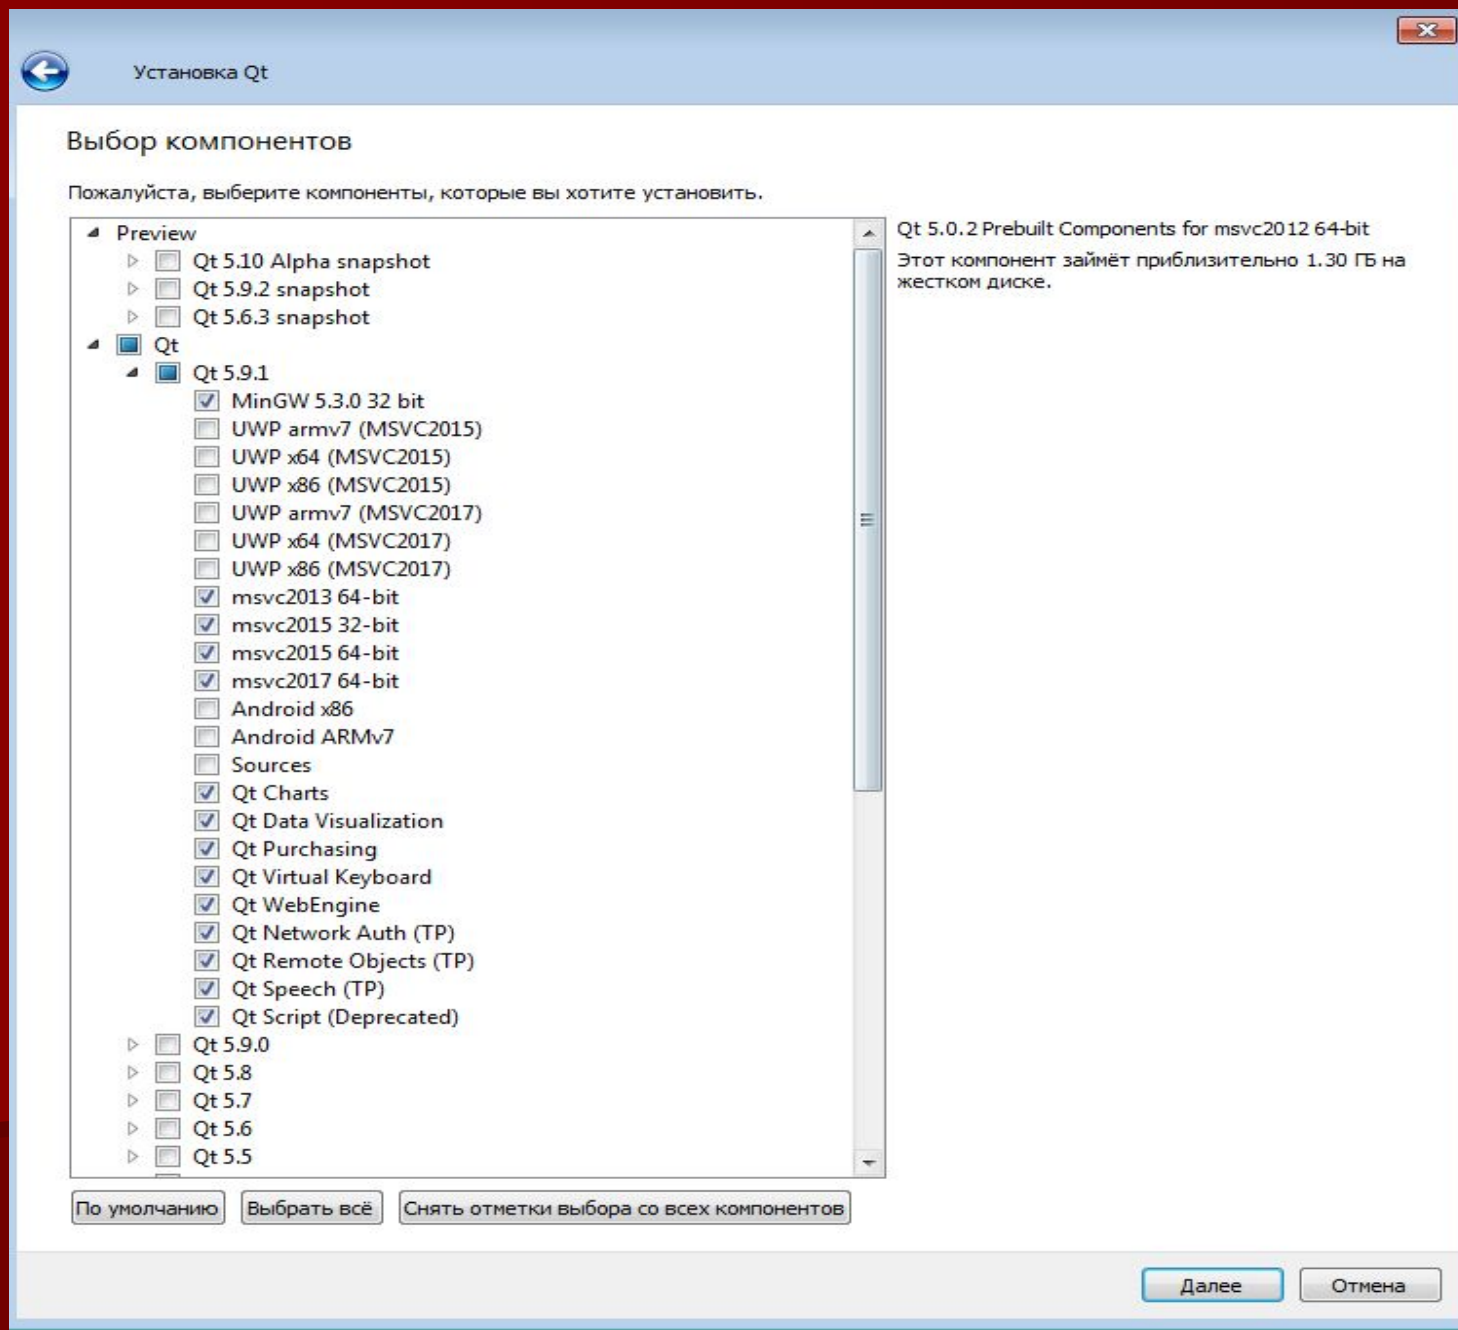 Установка Qt
Выбор компонентов
Пожалуйста, выберите компоненты, которые вы хотите установить.
Preview
Qt 5.10 Alpha snapshot
Qt 5.9.2 snapshot
Qt 5.6.3 snapshot
Qt
Qt 5.9.1
MinGW 5.3.0 32 bit
UWP armv7 (MSVC2015)
UWP x64 (MSVC2015)
UWP x86 (MSVC2015)
UWP armv7 (MSVC2017)
UWP x64 (MSVC2017)
UWP x86 (MSVC2017)
msvc2013 64-bit
msvc2015 32-bit
msvc2015 64-bit
msvc2017 64-bit
Android x86
Android ARMv7
Sources
Qt Charts
Qt Data Visualization
Qt Purchasing
Qt Virtual Keyboard
Qt WebEngine
Qt Network Auth (TP)
Qt Remote Objects (TP)
Qt Speech (TP)
Qt Script (Deprecated)
Qt 5.9.0
Qt 5.8
Qt 5.7
Qt 5.6
Qt 5.5
Qt 5.0.2 Prebuilt Components for msvc2012 64-bit
Этот компонент займёт приблизительно 1.30 ГБ на
жестком диске.
По умолчанию
Выбрать всё
Снять отметки выбора со всех компонентов
Далее
Отмена